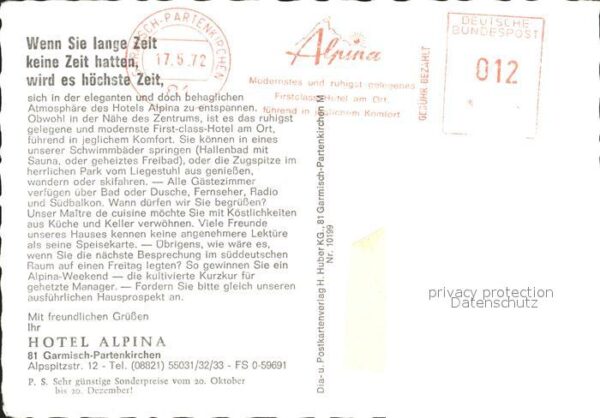 Wenn Sie lange Zeit
keine Zeit hatten,
wird es höchste Zeit,
sich in der eleganten und doch behaglichen
Atmosphäre des Hotels Alpina zu entspannen.
Obwohl in der Nähe des Zentrums, ist es das ruhigst
gelegene und modernste First-class-Hotel am Ort,
führend in jeglichem Komfort. Sie können in eines
unserer Schwimmbäder springen (Hallenbad mit
Sauna, oder geheiztes Freibad), oder die Zugspitze im
herrlichen Park vom Liegestuhl aus genießen,
wandern oder skifahren. — Alle Gästezimmer
verfügen über Bad oder Dusche, Fernseher, Radio
und Südbalkon. Wann dürfen wir Sie begrüßen?
Unser Maître de cuisine möchte Sie mit Köstlichkeiten
aus Küche und Keller verwöhnen. Viele Freunde
unseres Hauses kennen keine angenehmere Lektüre
als seine Speisekarte. — Übrigens, wie wäre es,
wenn Sie die nächste Besprechung im süddeutschen
Raum auf einen Freitag legten? So gewinnen Sie ein
Alpina-Weekend — die kultivierte Kurzkur für
gehetzte Manager. — Fordern Sie bitte gleich unseren
ausführlichen Hausprospekt an.
Mit freundlichen Grüßen
Ihr
HOTEL ALPINA
81 Garmisch-Partenkirchen
Alpspitzstr. 12 - Tel. (08821) 55031/32/33 - FS 0-59691
P. S. Sehr günstige Sonderpreise vom 20. Oktober
bis 20. Dezember!
GARMISCH-PARTENKIRCHEN
17.5.72
81
Alpina
Modernstes und ruhigst gelegenes
Firstclass-Hotel am Ort,
führend in jeglichem Komfort
GEBÜHR BEZAHLT
DEUTSCHE
BUNDESPOST
012
Dia- u. Postkartenverlag H. Huber KG., 81 Garmisch-Partenkirchen M
Nr. 10199
privacy protection
Datenschutz